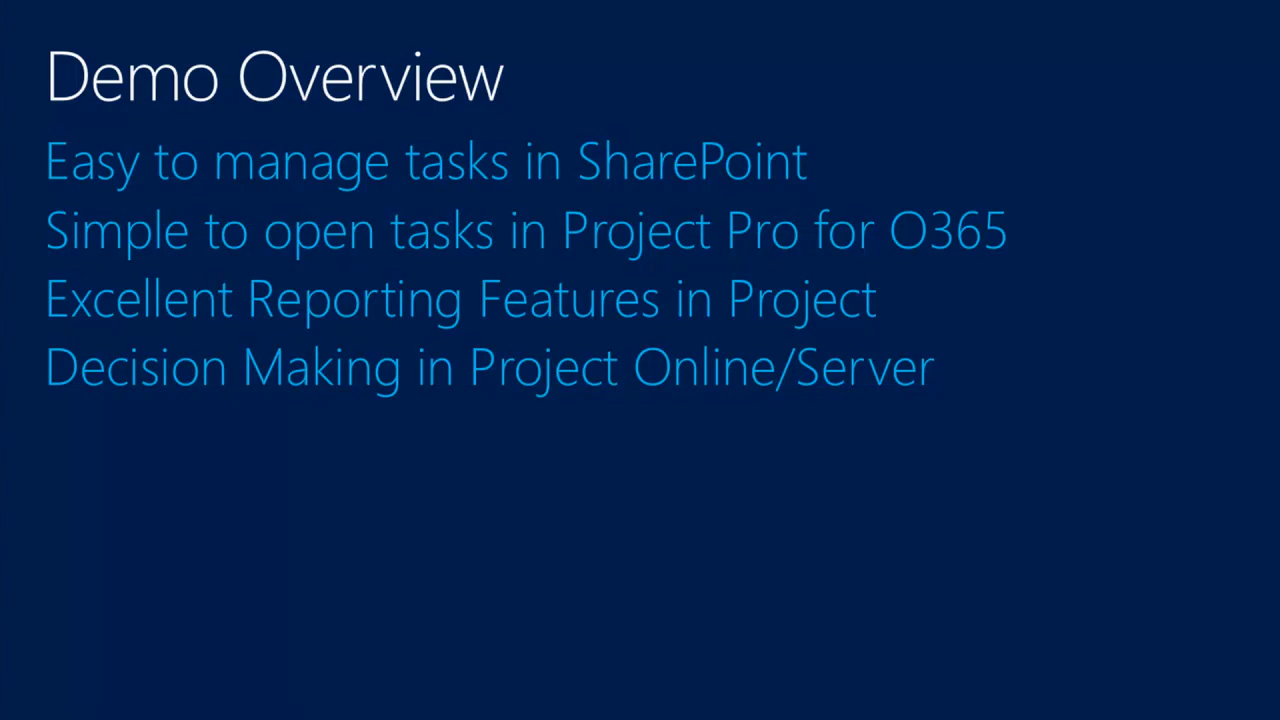 Demo Overview
Easy to manage tasks in SharePoint
Simple to open tasks in Project Pro for O365
Excellent Reporting Features in Project
Decision Making in Project Online/Server